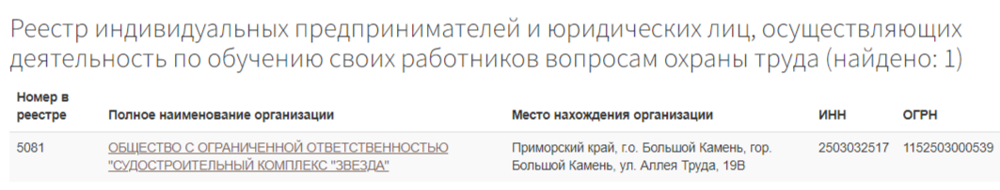 Реестр индивидуальных предпринимателей и юридических лиц, осуществляющих
деятельность по обучению своих работников вопросам охраны труда (найдено: 1)
Номер в
реестре
Полное наименование организации
Место нахождения организации
ИНН
ОГРН
5081
ОБЩЕСТВО С ОГРАНИЧЕННОЙ ОТВЕТСТВЕННОСТЬЮ
"СУДОСТРОИТЕЛЬНЫЙ КОМПЛЕКС "ЗВЕЗДА"
Приморский край, г.о. Большой Камень, гор.
Большой Камень, ул. Аллея Труда, 19В
2503032517
1152503000539